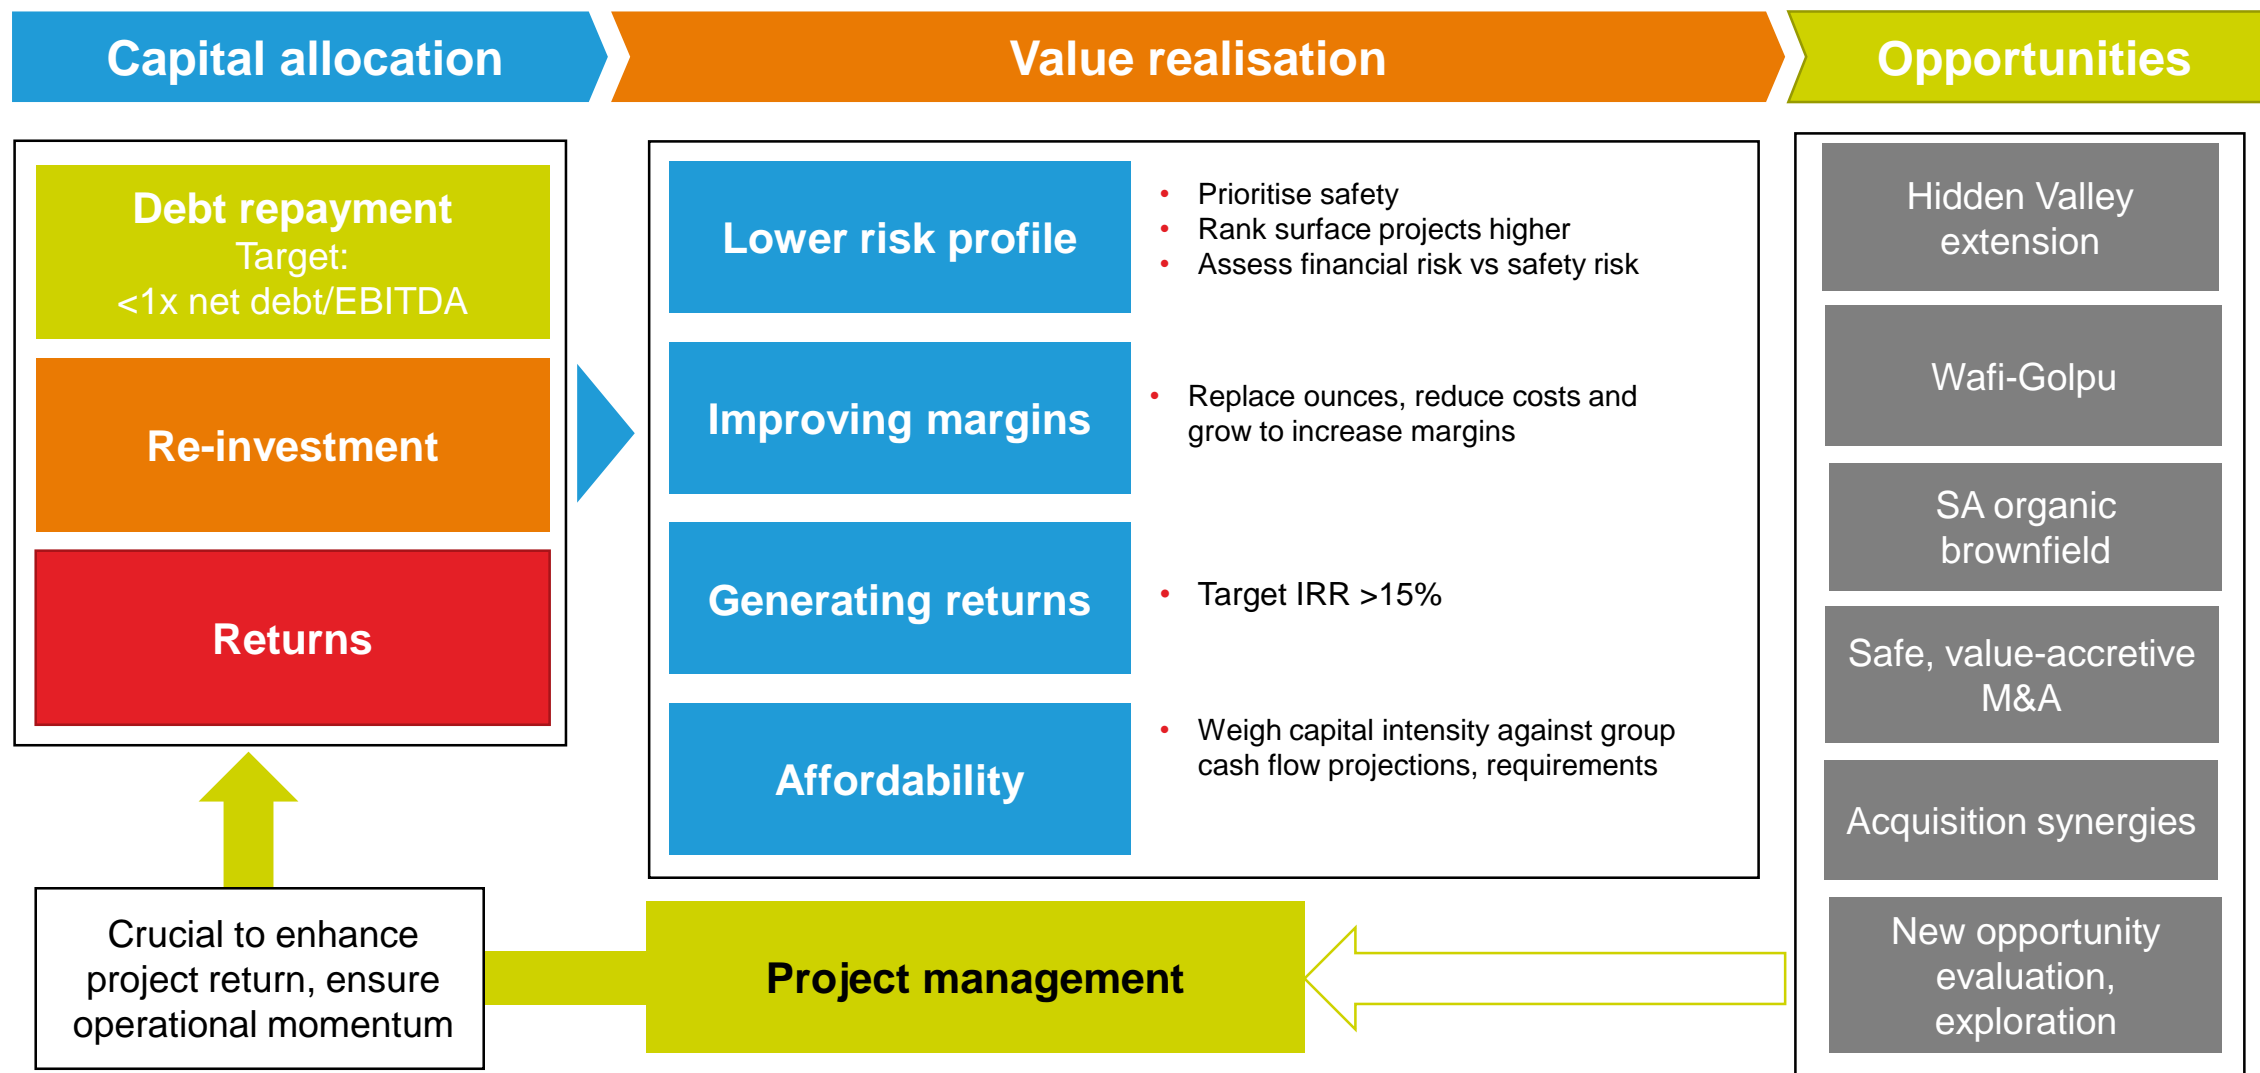 Capital allocation
Value realisation
Opportunities
Debt repayment
Target:
<1x net debt/EBITDA
Re-investment
Returns
Lower risk profile
• Prioritise safety
• Rank surface projects higher
• Assess financial risk vs safety risk
Improving margins
• Replace ounces, reduce costs and
grow to increase margins
Generating returns
• Target IRR >15%
Affordability
• Weigh capital intensity against group
cash flow projections, requirements
Hidden Valley
extension
Wafi-Golpu
SA organic
brownfield
Safe, value-accretive
M&A
Acquisition synergies
New opportunity
evaluation,
exploration
Project management
Crucial to enhance
project return, ensure
operational momentum